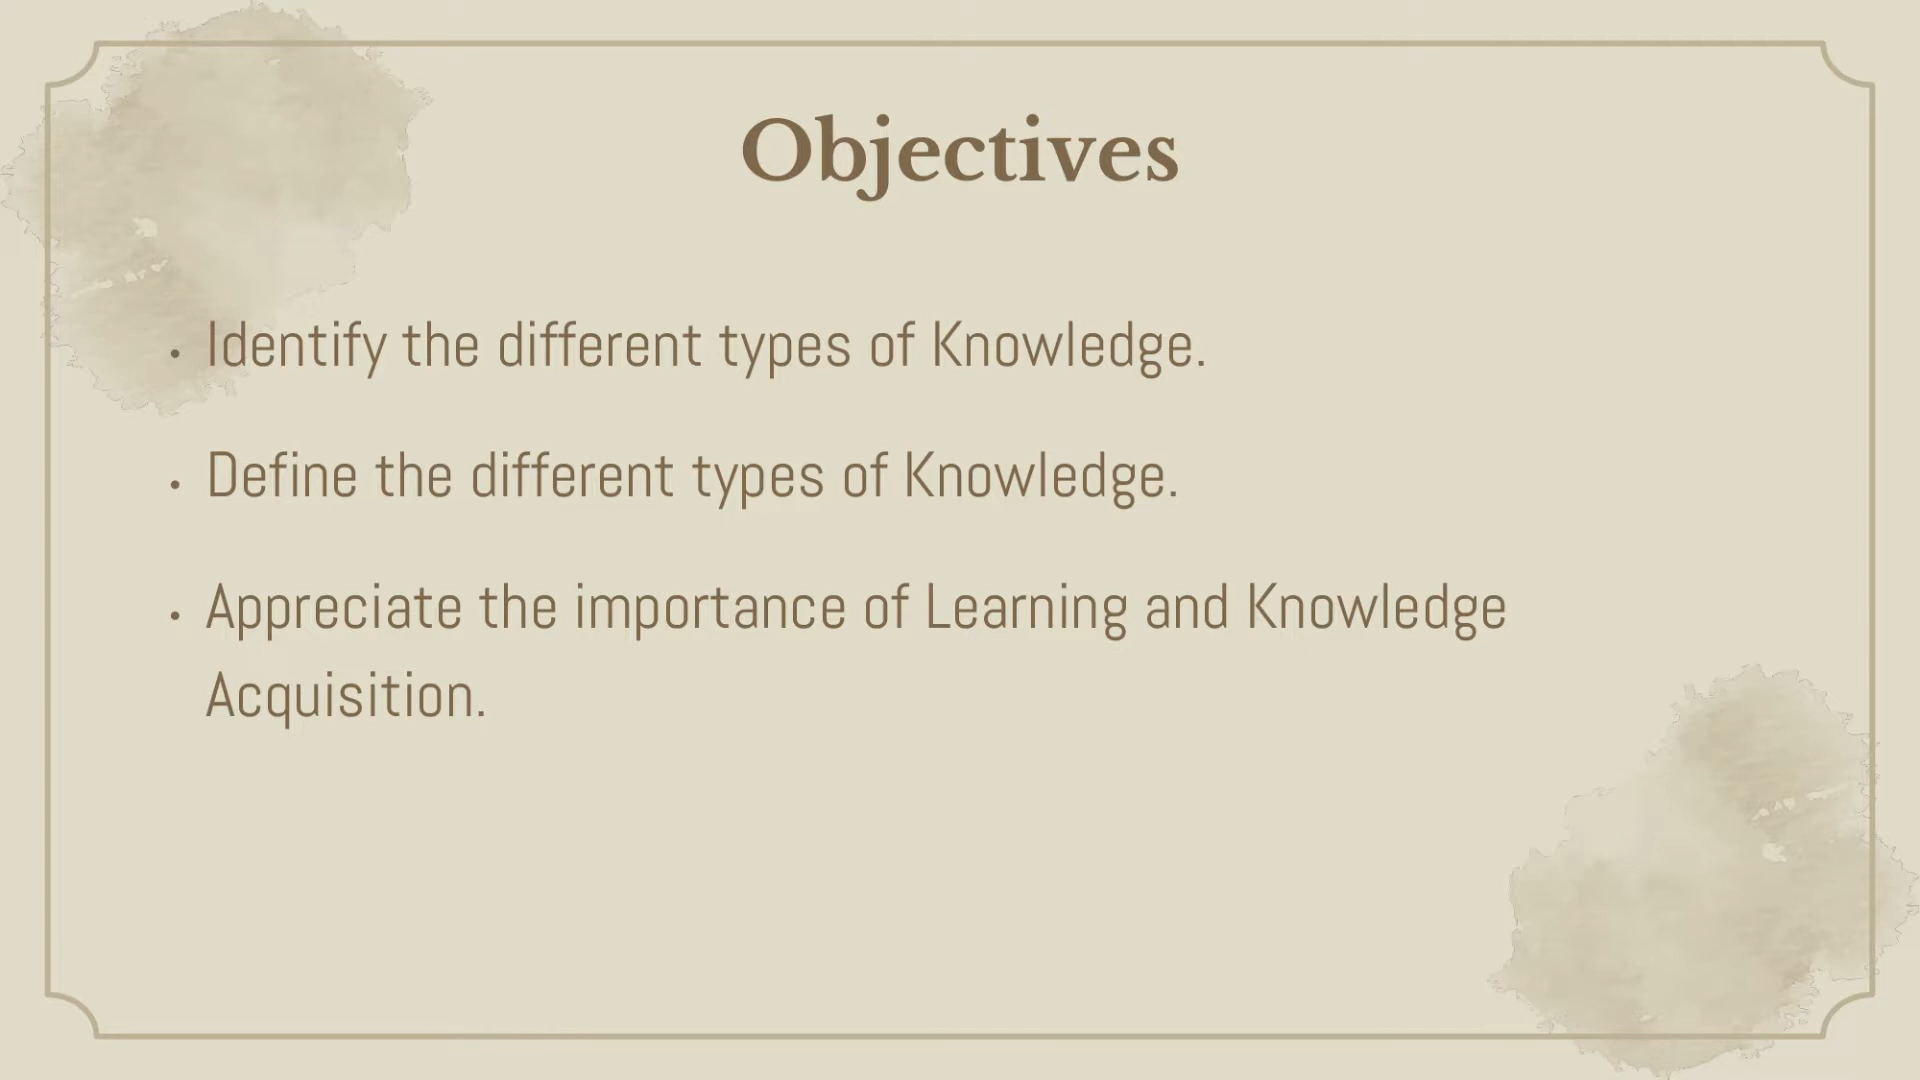 Objectives
• Identify the different types of Knowledge.
• Define the different types of Knowledge.
• Appreciate the importance of Learning and Knowledge
Acquisition.